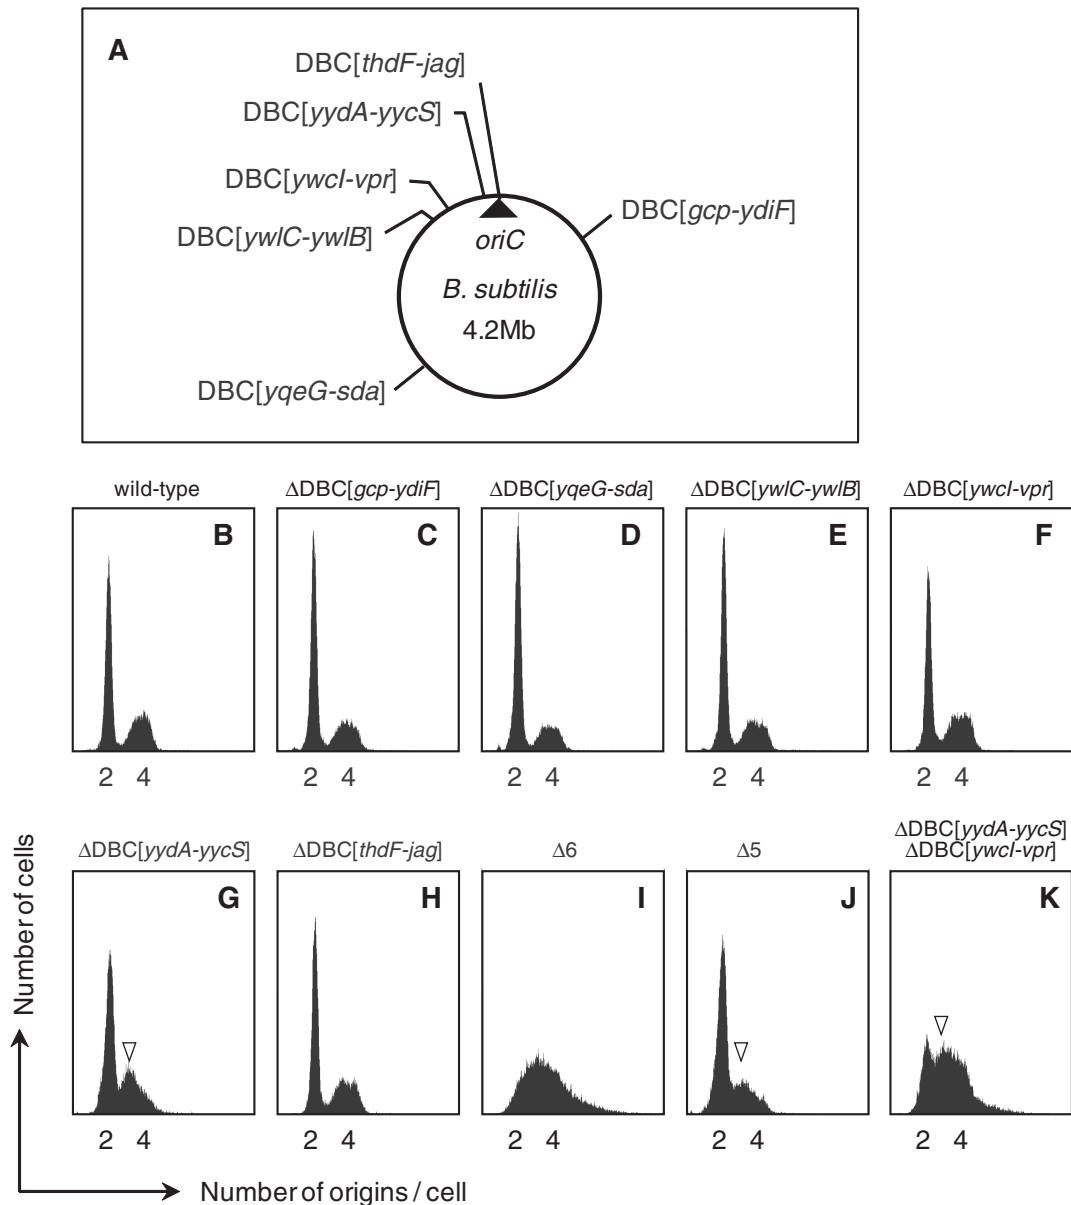 A
DBC[thdF-jag]
DBC[yydA-yycS]
DBC[ywcI-vpr]
DBC[gcp-ydiF]
DBC[ywlC-ywlB]
oriC
B. subtilis
4.2Mb
DBC[yqeG-sda]
wild-type
ΔDBC[gcp-ydiF]
ΔDBC[yqeG-sda]
ΔDBC[ywlC-ywlB]
ΔDBC[ywcI-vpr]
B
C
D
E
F
2 4
2 4
2 4
2 4
2 4
ΔDBC[yydA-yycS]
ΔDBC[thdF-jag]
Δ6
Δ5
ΔDBC[yydA-yycS]
ΔDBC[ywcI-vpr]
G
H
I
J
K
2 4
2 4
2 4
2 4
2 4
Number of cells
Number of origins / cell